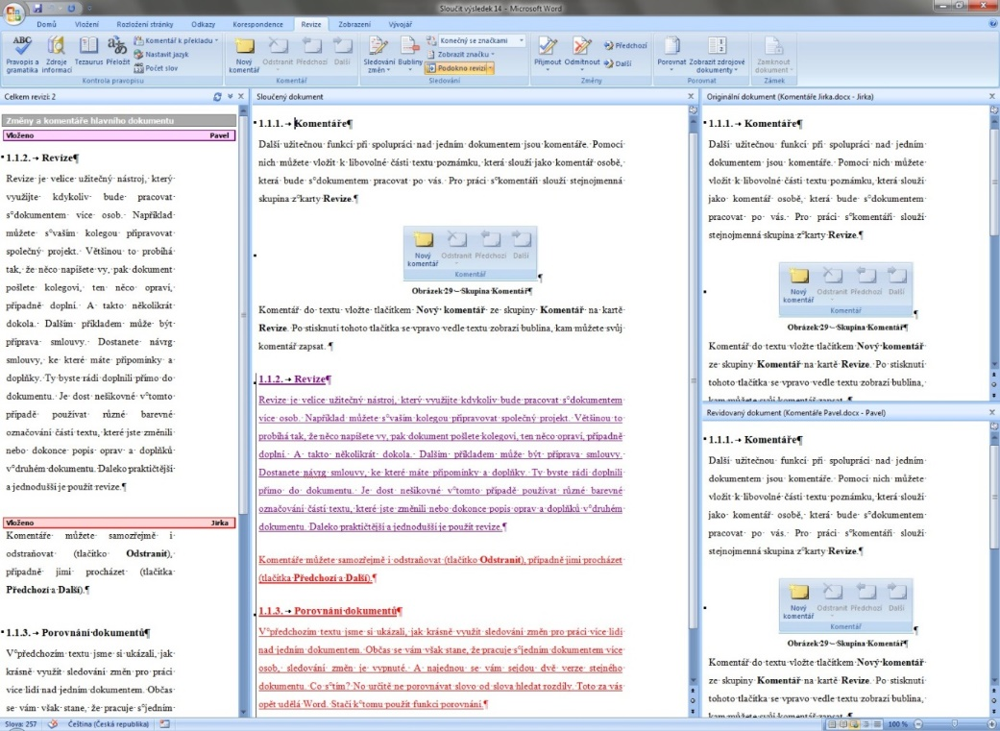 Sloučit výsledek 14 - Microsoft Word
Domů Vložení Rozložení stránky Odkazy Korespondence Revize Zobrazení Vývojář
Pravopis a gramatika
Zdroje informací
Tezaurus
Přeložit
Komentář k překladu
Nastavit jazyk
Počet slov
Kontrola pravopisu
Nový komentář
Odstranit
Předchozí
Další
Komentář
Sledování změn
Bubliny
Konečný se značkami
Zobrazit značku
Podokno revizí
Sledování
Přijmout
Odmítnout
Předchozí
Další
Změny
Porovnat
Zobrazit zdrojové dokumenty
Porovnat
Zamknout dokument
Zámek
Celkem revizí: 2
Změny a komentáře hlavního dokumentu
Vloženo Pavel
1.1.2. → Revize¶
Revize je velice užitečný nástroj, který
využijte kdykoliv bude pracovat
s°dokumentem více osob. Například
můžete s°vašim kolegou připravovat
společný projekt. Většinou to probíhá
tak, že něco napíšete vy, pak dokument
pošlete kolegovi, ten něco opraví,
případně doplní. A takto několikrát
dokola. Dalším příkladem může být
příprava smlouvy. Dostanete návrg
smlouvy, ke které máte připomínky a
doplňky. Ty byste rádi doplnili přímo do
dokumentu. Je dost nešikovné v°tomto
případě používat různé barevné
označování částí textu, které jste změnili
nebo dokonce popis oprav a doplňků
v°druhém dokumentu. Daleko praktičtější
a jednodušší je použít revize.¶
Vloženo Jirka
Komentáře můžete samozřejmě i
odstraňovat (tlačítko Odstranit),
případně jimi procházet (tlačítka
Předchozí a Další).¶
1.1.3. → Porovnání dokumentů¶
V°předchozím textu jsme si ukázali, jak
krásně využít sledování změn pro práci
více lidí nad jedním dokumentem. Občas
se vám však stane, že pracuje s°jedním
Sloučený dokument
1.1.1. → Komentáře¶
Další užitečnou funkcí při spolupráci nad jedním dokumentem jsou komentáře. Pomocí
nich můžete vložit k libovolné části textu poznámku, která slouží jako komentář osobě,
která bude s°dokumentem pracovat po vás. Pro práci s°komentáři slouží stejnojmenná
skupina z°karty Revize.¶
Nový komentář
Odstranit
Předchozí
Další
Komentář
¶
Obrázek 29 – Skupina Komentář¶
Komentář do textu vložte tlačítkem Nový komentář ze skupiny Komentář na kartě
Revize. Po stisknutí tohoto tlačítka se vpravo vedle textu zobrazí bublina, kam můžete svůj
komentář zapsat. ¶
1.1.2. → Revize¶
Revize je velice užitečný nástroj, který využijte kdykoliv bude pracovat s°dokumentem
více osob. Například můžete s°vašim kolegou připravovat společný projekt. Většinou to
probíhá tak, že něco napíšete vy, pak dokument pošlete kolegovi, ten něco opraví, případně
doplní. A takto několikrát dokola. Dalším příkladem může být příprava smlouvy.
Dostanete návrg smlouvy, ke které máte připomínky a doplňky. Ty byste rádi doplnili
přímo do dokumentu. Je dost nešikovné v°tomto případě používat různé barevné
označování částí textu, které jste změnili nebo dokonce popis oprav a doplňků v°druhém
dokumentu. Daleko praktičtější a jednodušší je použít revize.¶
Komentáře můžete samozřejmě i odstraňovat (tlačítko Odstranit), případně jimi procházet
(tlačítka Předchozí a Další).¶
1.1.3. → Porovnání dokumentů¶
V°předchozím textu jsme si ukázali, jak krásně využít sledování změn pro práci více lidí
nad jedním dokumentem. Občas se vám však stane, že pracuje s°jedním dokumentem více
osob, sledování změn je vypnuté. A najednou se vám sejdou dvě verze stejného
dokumentu. Co s°tím? No určitě ne porovnávat slovo od slova hledat rozdíly. Toto za vás
opět udělá Word. Stačí k°tomu použít funkci porovnání.¶
Originální dokument (Komentáře Jirka.docx - Jirka)
1.1.1. → Komentáře¶
Další užitečnou funkcí při spolupráci nad jedním
dokumentem jsou komentáře. Pomocí nich můžete
vložit k libovolné části textu poznámku, která slouží
jako komentář osobě, která bude s°dokumentem
pracovat po vás. Pro práci s°komentáři slouží
stejnojmenná skupina z°karty Revize.¶
Nový komentář
Odstranit
Předchozí
Další
Komentář
¶
Obrázek 29 – Skupina Komentář¶
Komentář do textu vložte tlačítkem Nový komentář
ze skupiny Komentář na kartě Revize. Po stisknutí
tohoto tlačítka se vpravo vedle textu zobrazí bublina,
kam můžete svůj komentář zapsat. ¶
Revidovaný dokument (Komentáře Pavel.docx - Pavel)
1.1.1. → Komentáře¶
Další užitečnou funkcí při spolupráci nad jedním
dokumentem jsou komentáře. Pomocí nich můžete
vložit k libovolné části textu poznámku, která slouží
jako komentář osobě, která bude s°dokumentem
pracovat po vás. Pro práci s°komentáři slouží
stejnojmenná skupina z°karty Revize.¶
Nový komentář
Odstranit
Předchozí
Další
Komentář
¶
Obrázek 29 – Skupina Komentář¶
Komentář do textu vložte tlačítkem Nový komentář
ze skupiny Komentář na kartě Revize. Po stisknutí
tohoto tlačítka se vpravo vedle textu zobrazí bublina,
kam můžete svůj komentář zapsat. ¶
Slova: 257 Čeština (Česká republika) 100 %